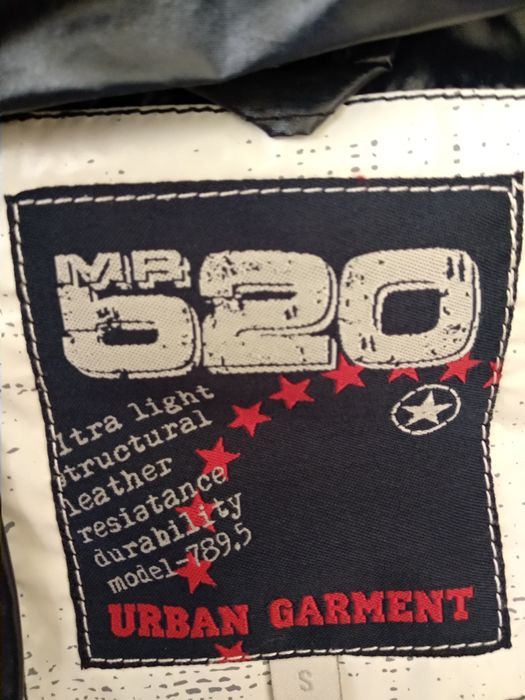 MR
520
ltra light
structural
leather
resiatance
durability
model-789.5
URBAN GARMENT
S